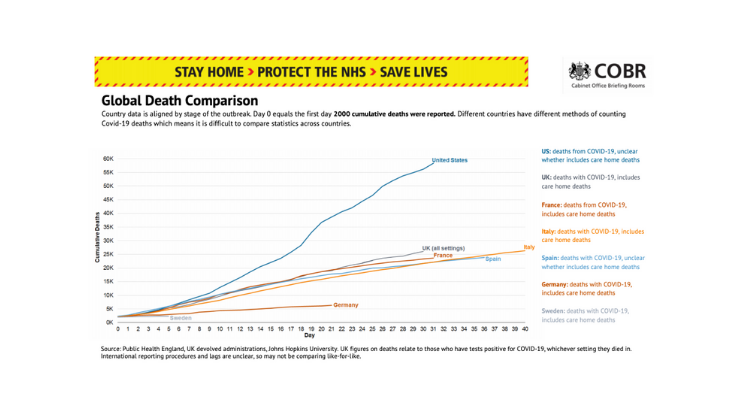 STAY HOME > PROTECT THE NHS > SAVE LIVES
COBR
Cabinet Office Briefing Rooms
Global Death Comparison
Country data is aligned by stage of the outbreak. Day 0 equals the first day 2000 cumulative deaths were reported. Different countries have different methods of counting
Covid-19 deaths which means it is difficult to compare statistics across countries.
60K
55K
50K
45K
40K
35K
30K
25K
20K
15K
10K
5K
0K
Cumulative Deaths
United States
UK (all settings)
France
Italy
Spain
Germany
Sweden
0 1 2 3 4 5 6 7 8 9 10 11 12 13 14 15 16 17 18 19 20 21 22 23 24 25 26 27 28 29 30 31 32 33 34 35 36 37 38 39 40
Day
US: deaths from COVID-19, unclear
whether includes care home deaths
UK: deaths with COVID-19, includes
care home deaths
France: deaths from COVID-19,
includes care home deaths
Italy: deaths with COVID-19, includes
care home deaths
Spain: deaths with COVID-19, unclear
whether includes care home deaths
Germany: deaths with COVID-19,
includes care home deaths
Sweden: deaths with COVID-19,
includes care home deaths
Source: Public Health England, UK devolved administrations, Johns Hopkins University. UK figures on deaths relate to those who have tests positive for COVID-19, whichever setting they died in.
International reporting procedures and lags are unclear, so may not be comparing like-for-like.